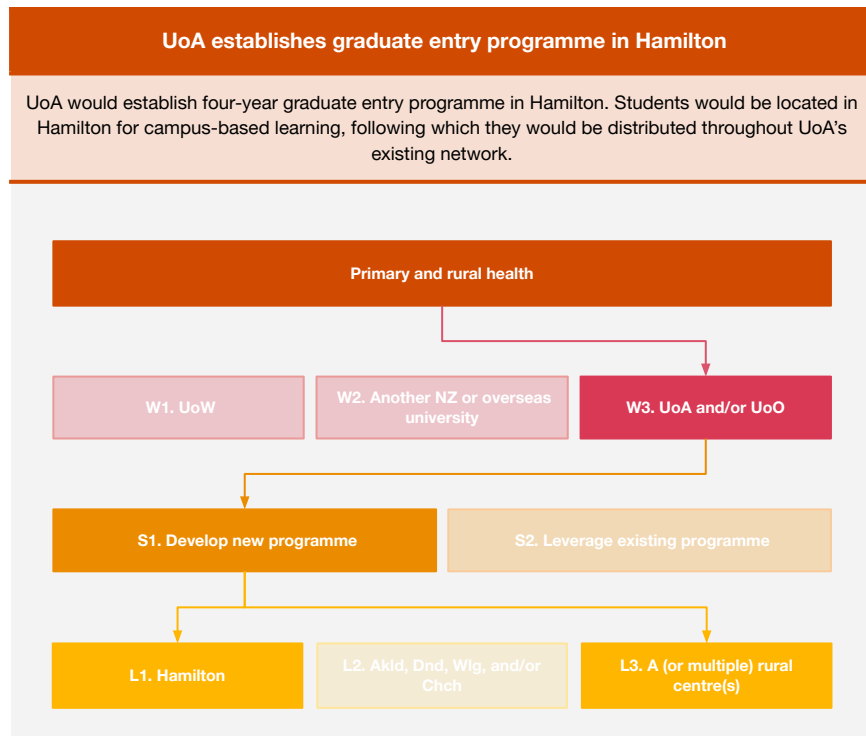 UoA establishes graduate entry programme in Hamilton
UoA would establish four-year graduate entry programme in Hamilton. Students would be located in
Hamilton for campus-based learning, following which they would be distributed throughout UoA's
existing network.
Primary and rural health
W1. UoW
W2. Another NZ or overseas
university
W3. UoA and/or UoO
S1. Develop new programme
S2. Leverage existing programme
L1. Hamilton
L2. Akld, Dnd, Wlg, and/or
Chch
L3. A (or multiple) rural
centre(s)